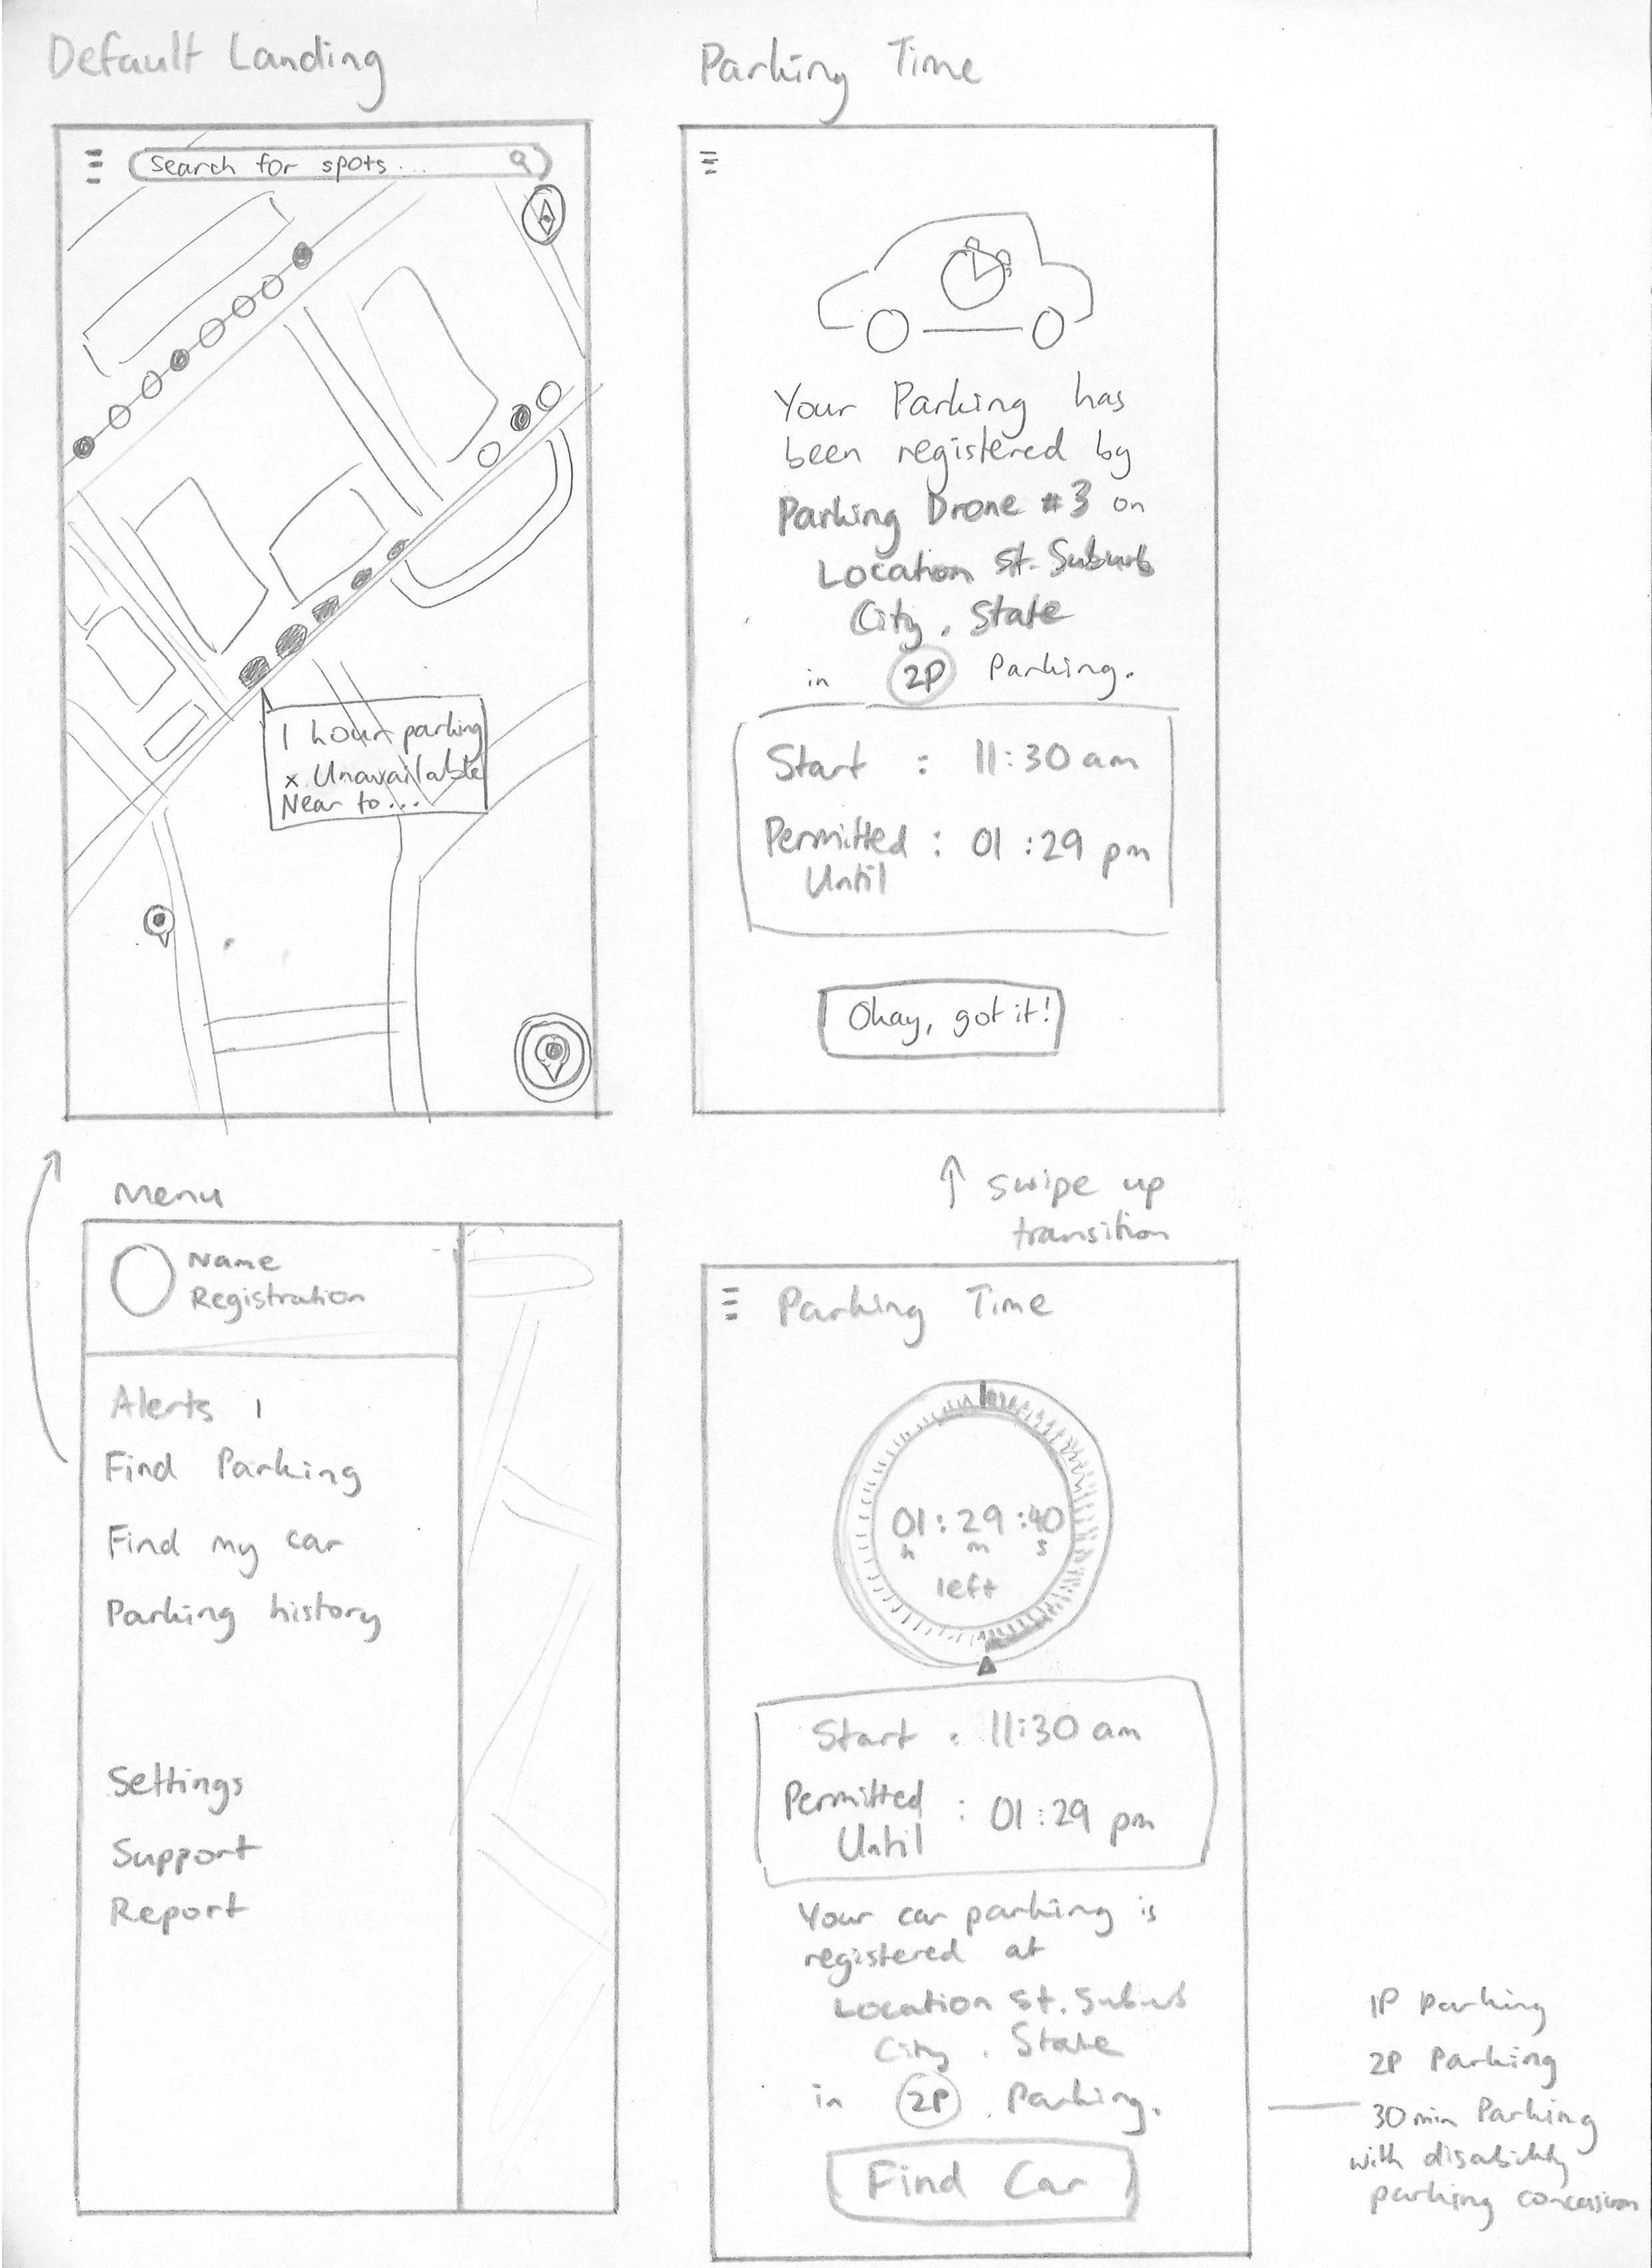 Default Landing
Search for spots...
1 hour parking
x Unavailable
Near to...
Parking Time
Your Parking has
been registered by
Parking Drone #3 on
Location St. Suburb
City, State
in 2P Parking.
Start : 11:30 am
Permitted : 01:29 pm
Until
Okay, got it!
Menu
Name
Registration
Alerts 1
Find Parking
Find my car
Parking history
Settings
Support
Report
swipe up
transition
Parking Time
01:29:40
h m s
left
Start : 11:30 am
Permitted : 01:29 pm
Until
Your car parking is
registered at
Location St. Suburb
City, State
in 2P Parking.
Find Car
1P Parking
2P Parking
30 min Parking
with disability
parking concession